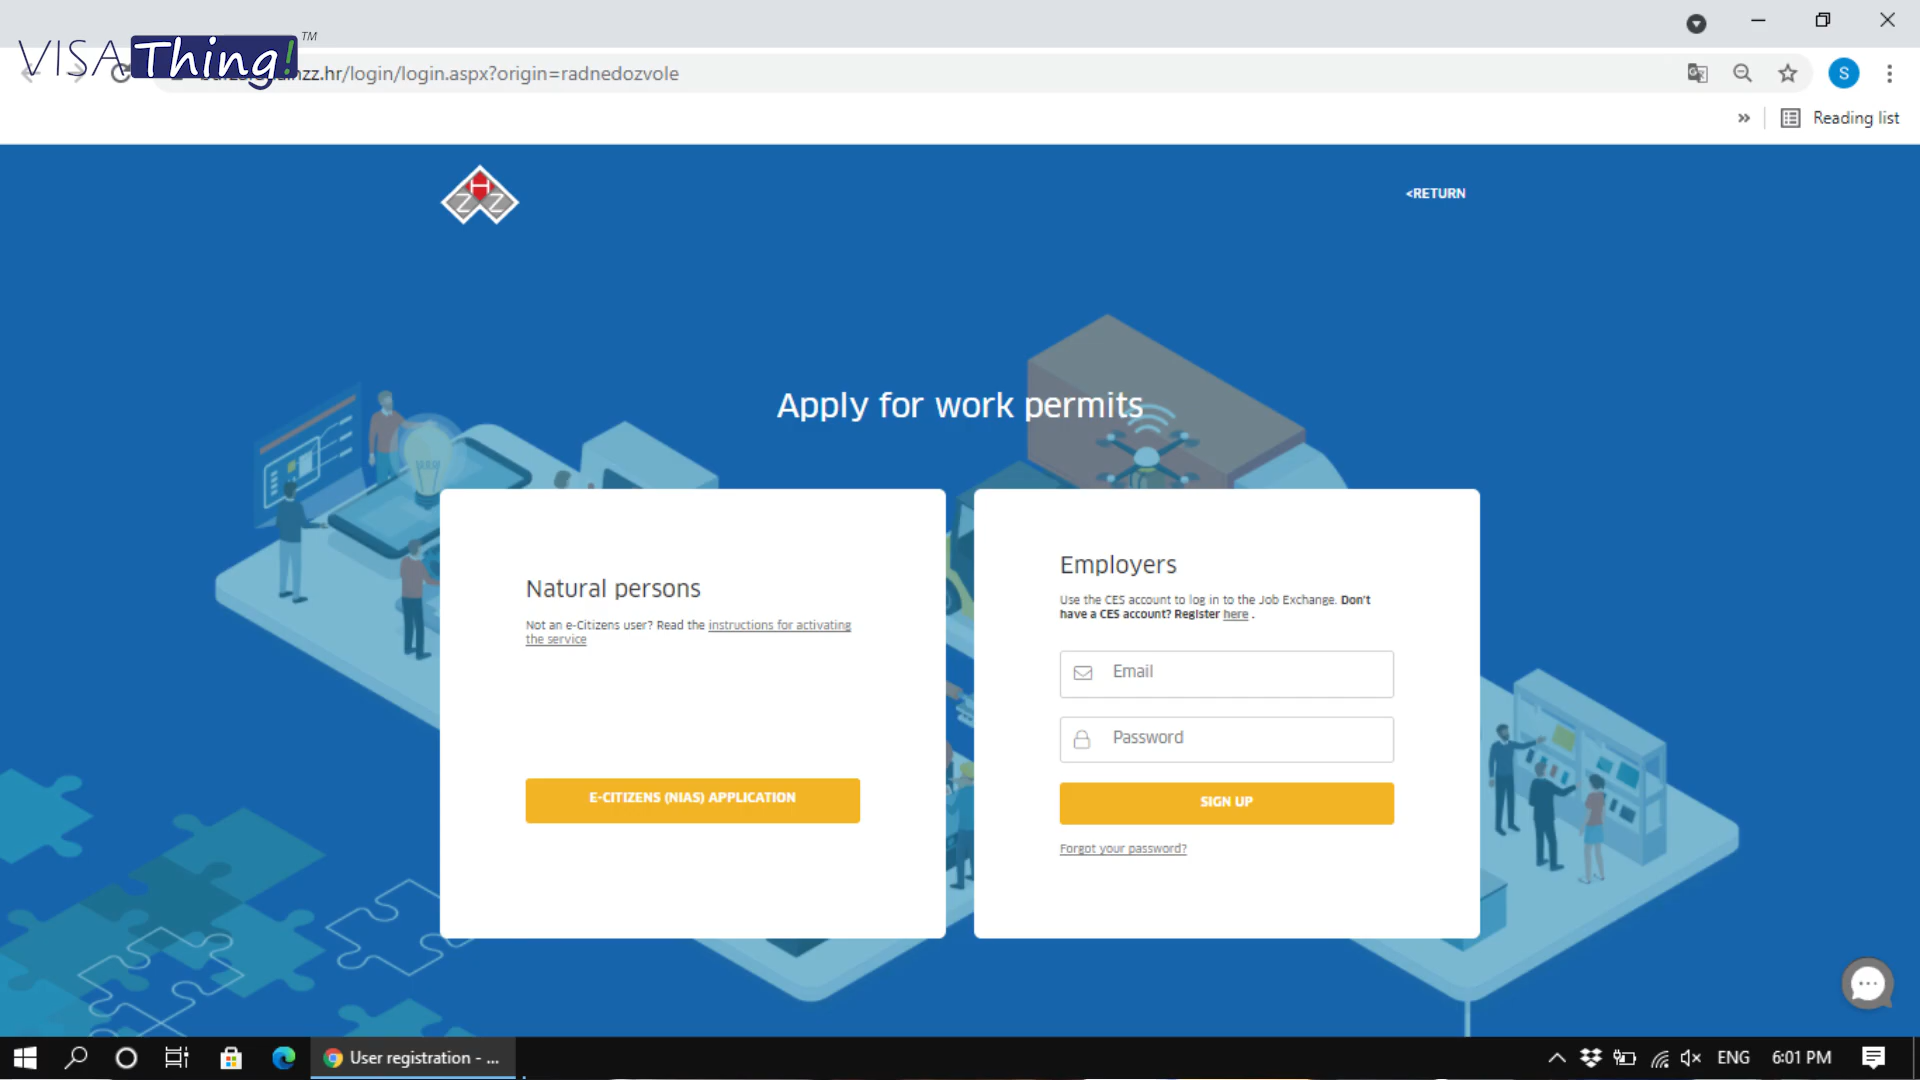 VISA Thing! TM
zz.hr/login/login.aspx?origin=radnedozvole
S
Reading list
HZZ
<RETURN
Apply for work permits
Natural persons
Not an e-Citizens user? Read the instructions for activating
the service
E-CITIZENS (NIAS) APPLICATION
Employers
Use the CES account to log in to the Job Exchange. Don't
have a CES account? Register here .
Email
Password
SIGN UP
Forgot your password?
User registration - ...
ENG
6:01 PM